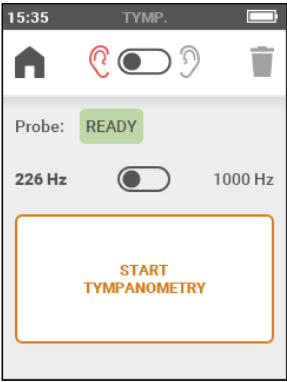 15:35 TYMP.
Probe: READY
226 Hz 1000 Hz
START
TYMPANOMETRY